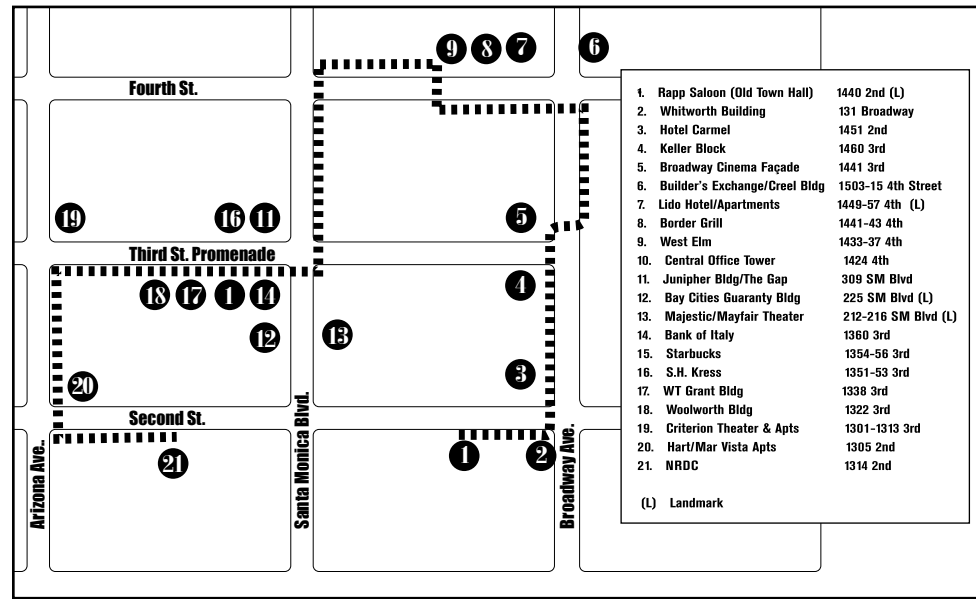 9 8 7 6
Fourth St.
19 16 11 5
Third St. Promenade
18 17 1 14 4
12 13
20 3
Second St.
21 1 2
Arizona Ave..
Santa Monica Blvd.
Broadway Ave.
1. Rapp Saloon (Old Town Hall) 1440 2nd (L)
2. Whitworth Building 131 Broadway
3. Hotel Carmel 1451 2nd
4. Keller Block 1460 3rd
5. Broadway Cinema Façade 1441 3rd
6. Builder's Exchange/Creel Bldg 1503-15 4th Street
7. Lido Hotel/Apartments 1449-57 4th (L)
8. Border Grill 1441-43 4th
9. West Elm 1433-37 4th
10. Central Office Tower 1424 4th
11. Junipher Bldg/The Gap 309 SM Blvd
12. Bay Cities Guaranty Bldg 225 SM Blvd (L)
13. Majestic/Mayfair Theater 212-216 SM Blvd (L)
14. Bank of Italy 1360 3rd
15. Starbucks 1354-56 3rd
16. S.H. Kress 1351-53 3rd
17. WT Grant Bldg 1338 3rd
18. Woolworth Bldg 1322 3rd
19. Criterion Theater & Apts 1301-1313 3rd
20. Hart/Mar Vista Apts 1305 2nd
21. NRDC 1314 2nd
(L) Landmark